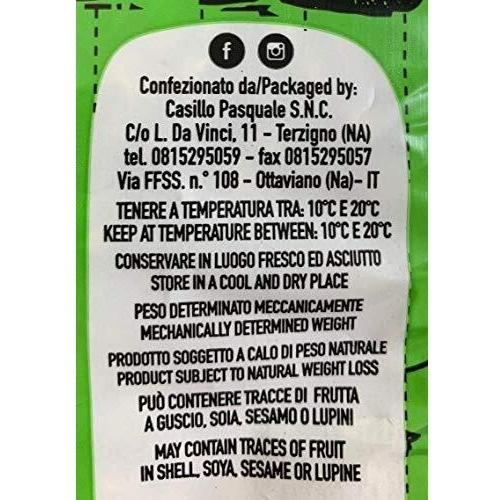 Confezionato da/Packaged by:
Casillo Pasquale S.N.C.
C/o L. Da Vinci, 11 - Terzigno (NA)
tel. 0815295059 - fax 0815295057
Via FFSS. n.° 108 - Ottaviano (Na)- IT
TENERE A TEMPERATURA TRA: 10°C E 20°C
KEEP AT TEMPERATURE BETWEEN: 10°C E 20°C
CONSERVARE IN LUOGO FRESCO ED ASCIUTTO
STORE IN A COOL AND DRY PLACE
PESO DETERMINATO MECCANICAMENTE
MECHANICALLY DETERMINED WEIGHT
PRODOTTO SOGGETTO A CALO DI PESO NATURALE
PRODUCT SUBJECT TO NATURAL WEIGHT LOSS
PUÒ CONTENERE TRACCE DI FRUTTA
A GUSCIO, SOIA, SESAMO O LUPINI
MAY CONTAIN TRACES OF FRUIT
IN SHELL, SOYA, SESAME OR LUPINE